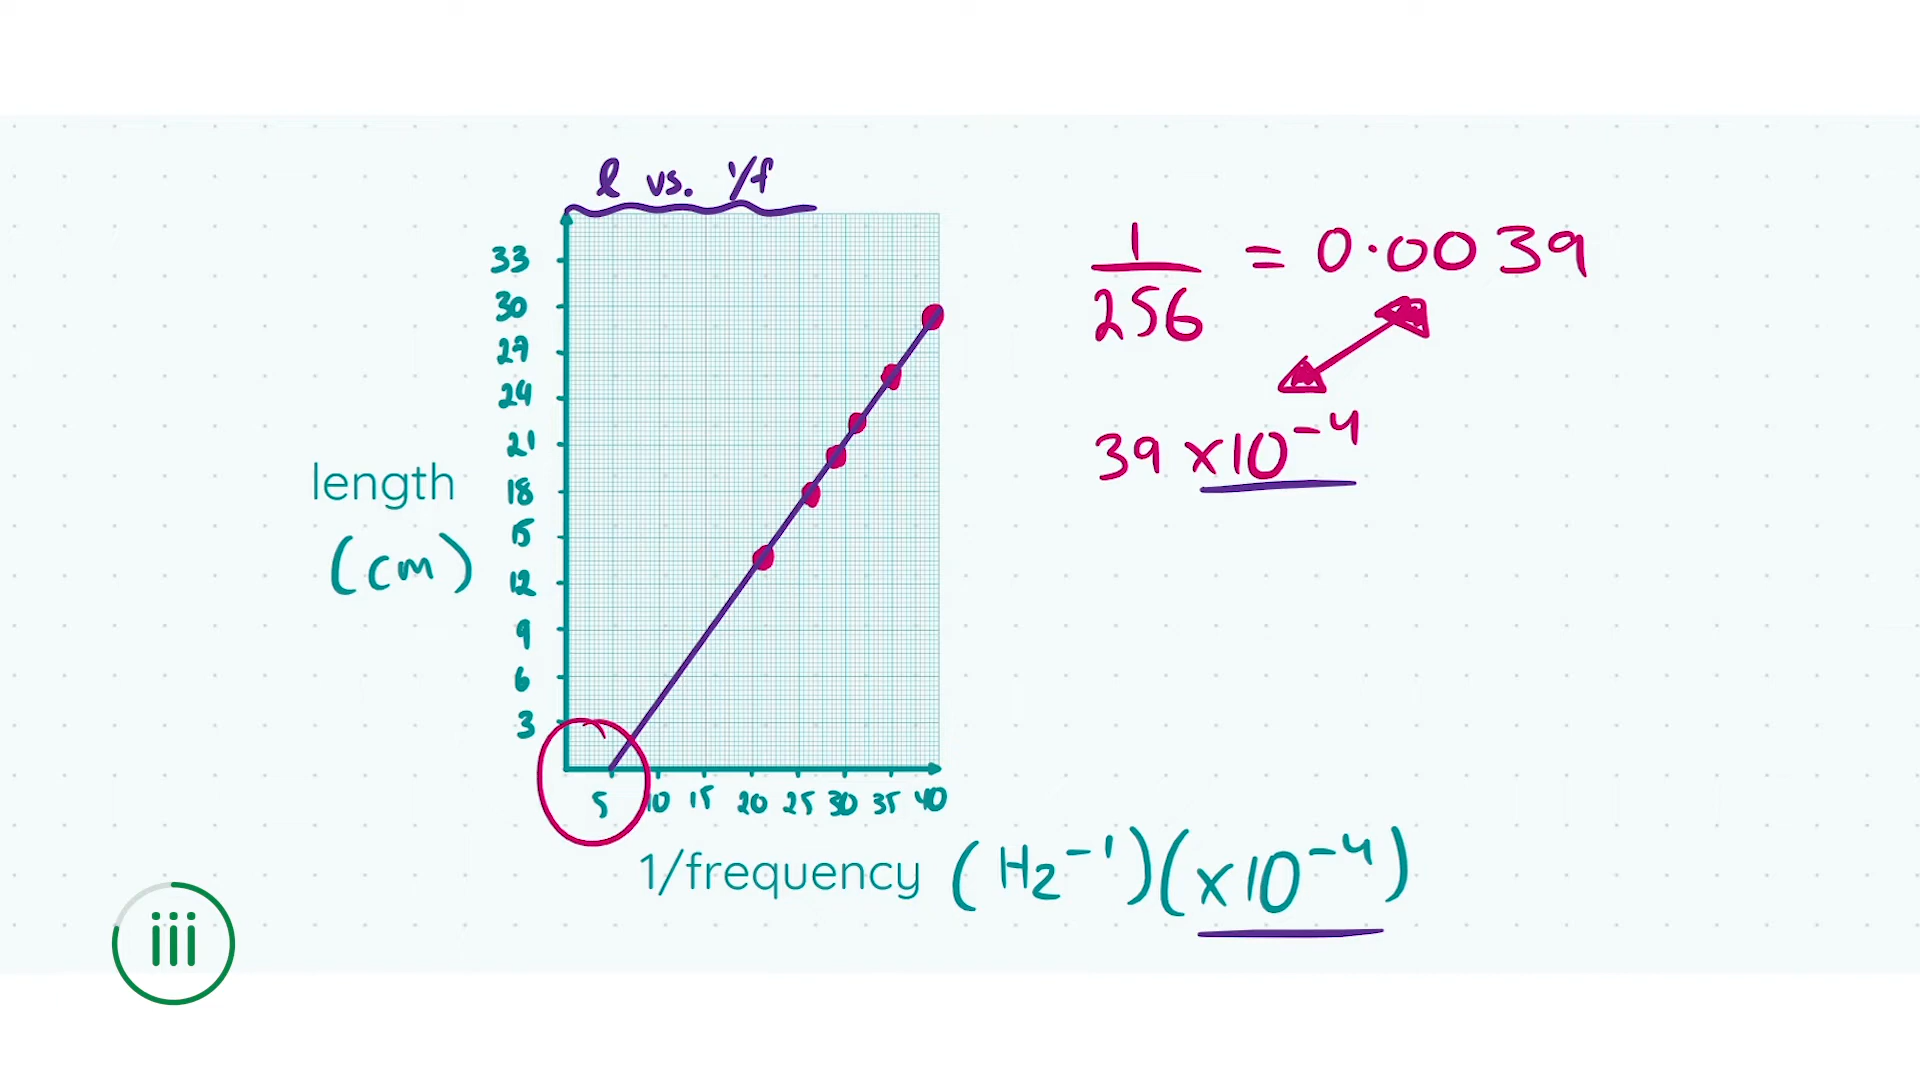 l vs. 1/f
33
30
27
24
21
18
15
12
9
6
3
length
(cm)
5 10 15 20 25 30 35 40
1/frequency (Hz⁻¹)(x10⁻⁴)
1/256 = 0.0039
39 x10⁻⁴
iii